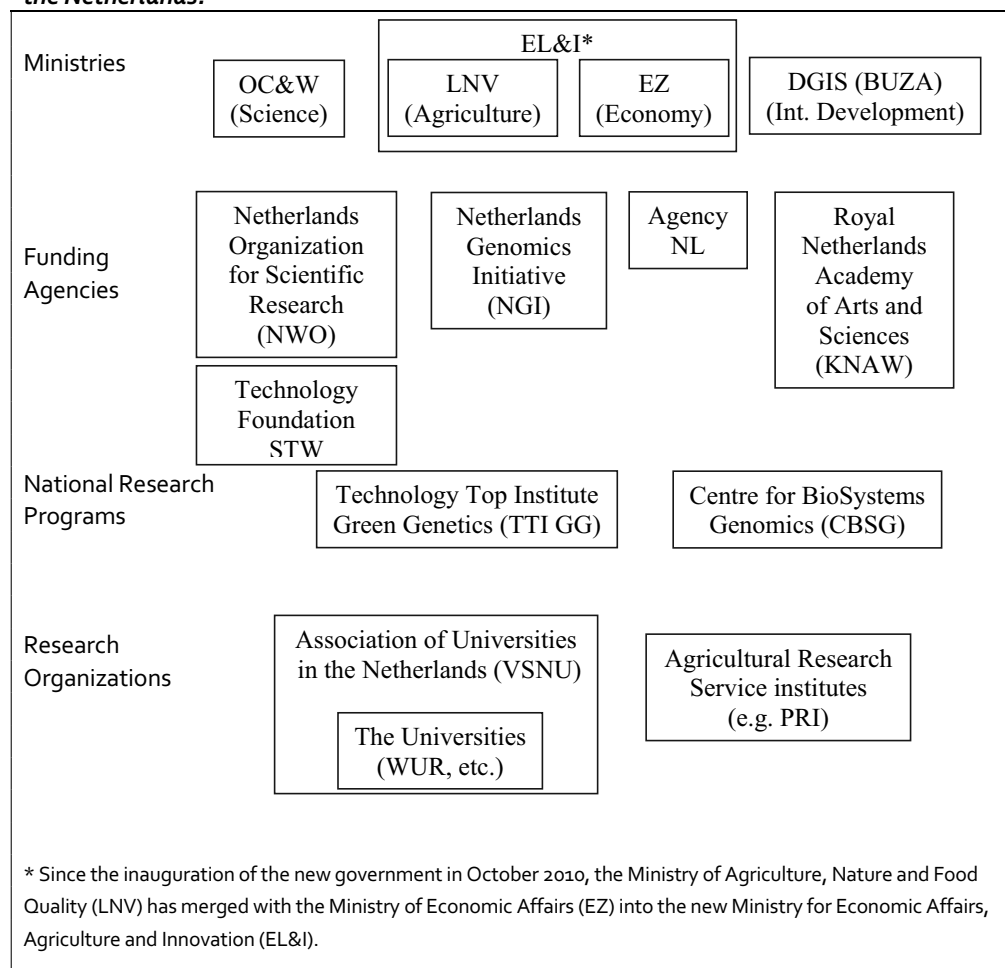 the Netherlands.
Ministries
EL&I*
OC&W
(Science)
LNV
(Agriculture)
EZ
(Economy)
DGIS (BUZA)
(Int. Development)
Funding
Agencies
Netherlands
Organization
for Scientific
Research
(NWO)
Netherlands
Genomics
Initiative
(NGI)
Agency
NL
Royal
Netherlands
Academy
of Arts and
Sciences
(KNAW)
Technology
Foundation
STW
National Research
Programs
Technology Top Institute
Green Genetics (TTI GG)
Centre for BioSystems
Genomics (CBSG)
Research
Organizations
Association of Universities
in the Netherlands (VSNU)
The Universities
(WUR, etc.)
Agricultural Research
Service institutes
(e.g. PRI)
* Since the inauguration of the new government in October 2010, the Ministry of Agriculture, Nature and Food
Quality (LNV) has merged with the Ministry of Economic Affairs (EZ) into the new Ministry for Economic Affairs,
Agriculture and Innovation (EL&I).